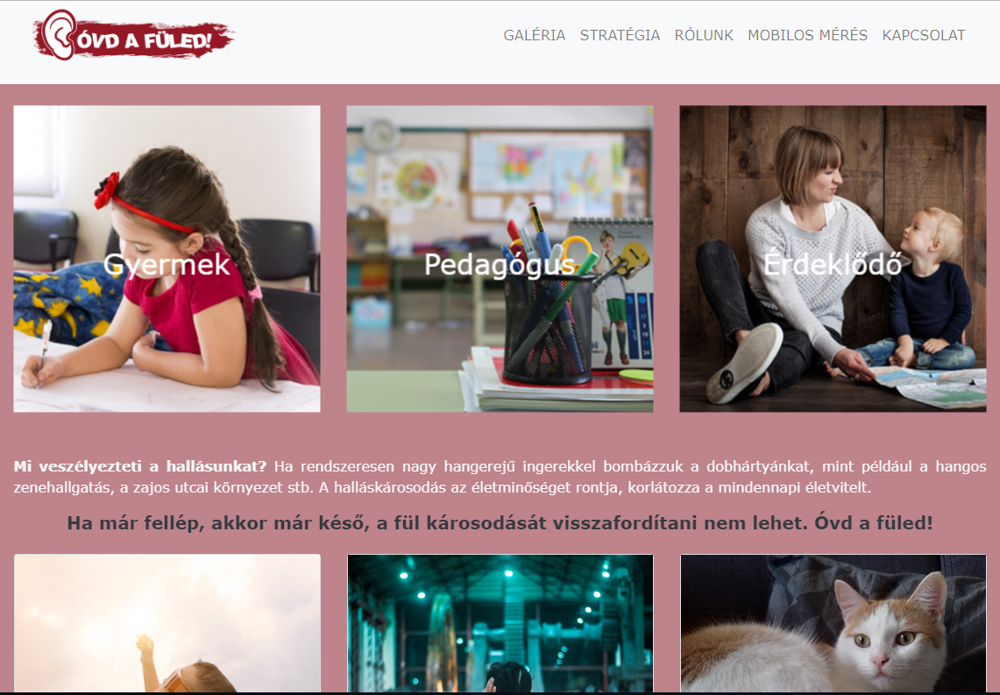 ÓVD A FÜLED!
GALÉRIA STRATÉGIA RÓLUNK MOBILOS MÉRÉS KAPCSOLAT
Gyermek
Pedagógus
Érdeklődő
Mi veszélyezteti a hallásunkat? Ha rendszeresen nagy hangerejű ingerekkel bombázzuk a dobhártyánkat, mint például a hangos
zenehallgatás, a zajos utcai környezet stb. A halláskárosodás az életminőséget rontja, korlátozza a mindennapi életvitelt.
Ha már fellép, akkor már késő, a fül károsodását visszafordítani nem lehet. Óvd a füled!